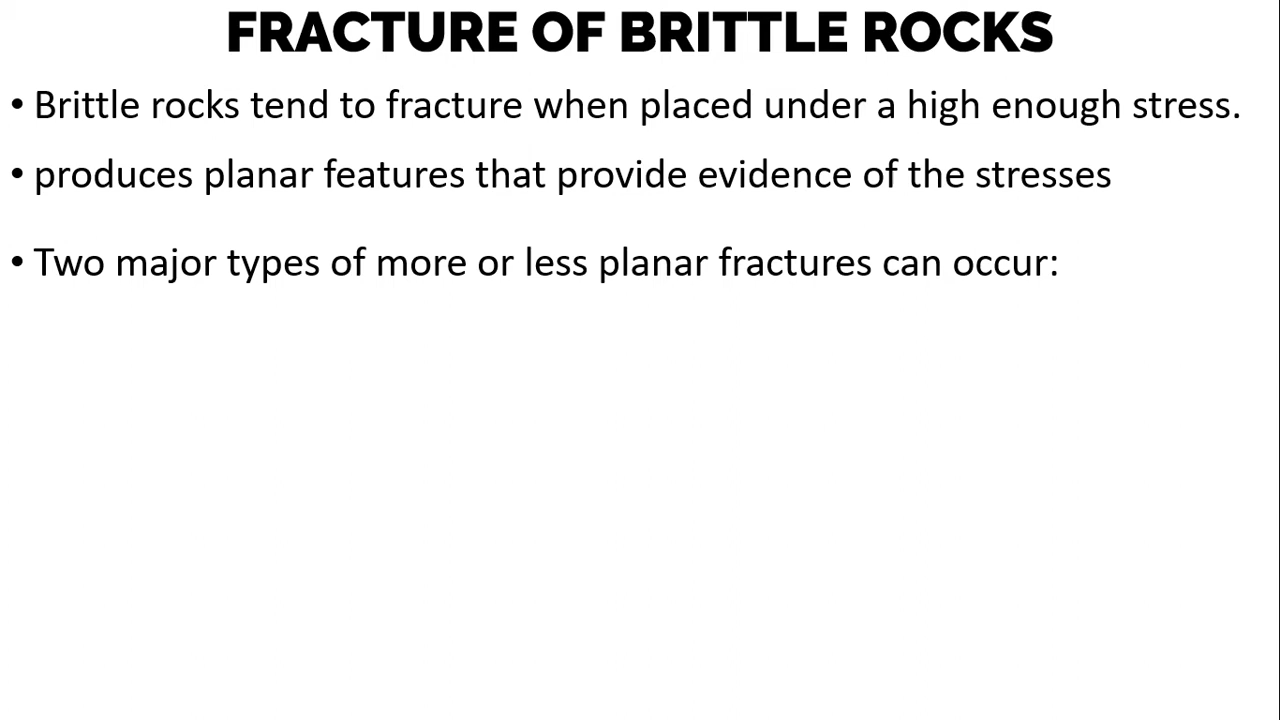 FRACTURE OF BRITTLE ROCKS
• Brittle rocks tend to fracture when placed under a high enough stress.
• produces planar features that provide evidence of the stresses
• Two major types of more or less planar fractures can occur: